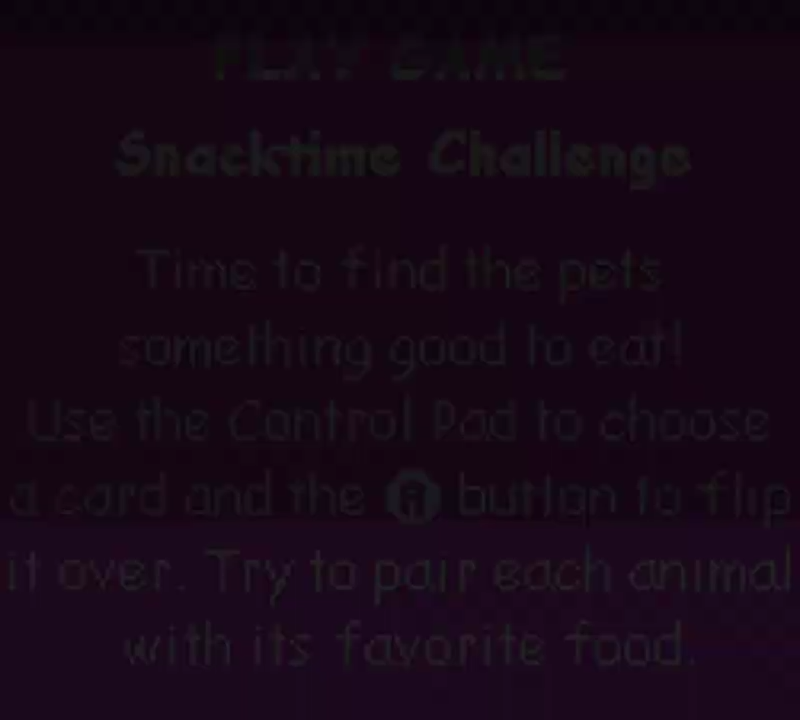 PLAY GAME
Snacktime Challenge
Time to find the pets
something good to eat!
Use the Control Pad to choose
a card and the A button to flip
it over. Try to pair each animal
with its favorite food.